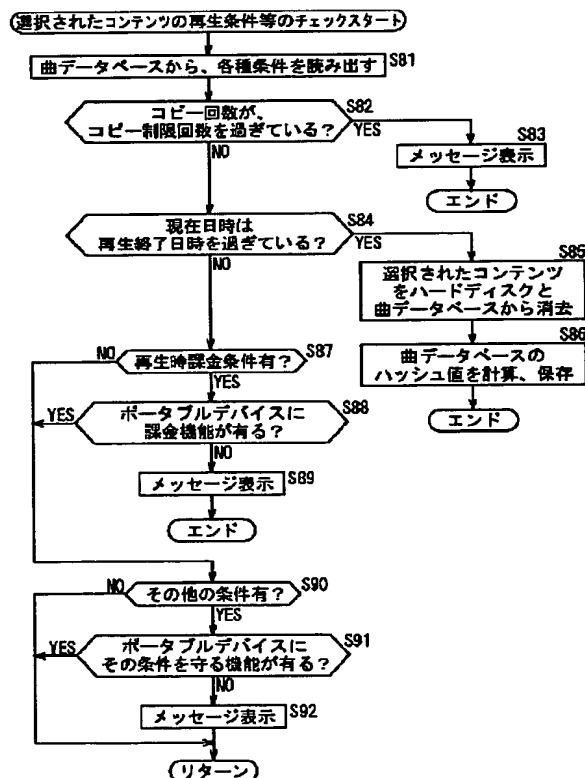 選択されたコンテンツの再生条件等のチェックスタート
曲データベースから、各種条件を読み出す
S81
コピー回数が、
コピー制限回数を過ぎている？
S82
YES
NO
S83
メッセージ表示
エンド
現在日時は
再生終了日時を過ぎている？
S84
YES
NO
S85
選択されたコンテンツ
をハードディスクと
曲データベースから消去
S86
曲データベースの
ハッシュ値を計算、保存
エンド
NO
再生時課金条件有？
S87
YES
YES
ポータブルデバイスに
課金機能が有る？
S88
NO
メッセージ表示
S89
エンド
NO
その他の条件有？
S90
YES
YES
ポータブルデバイスに
その条件を守る機能が有る？
S91
NO
メッセージ表示
S92
リターン